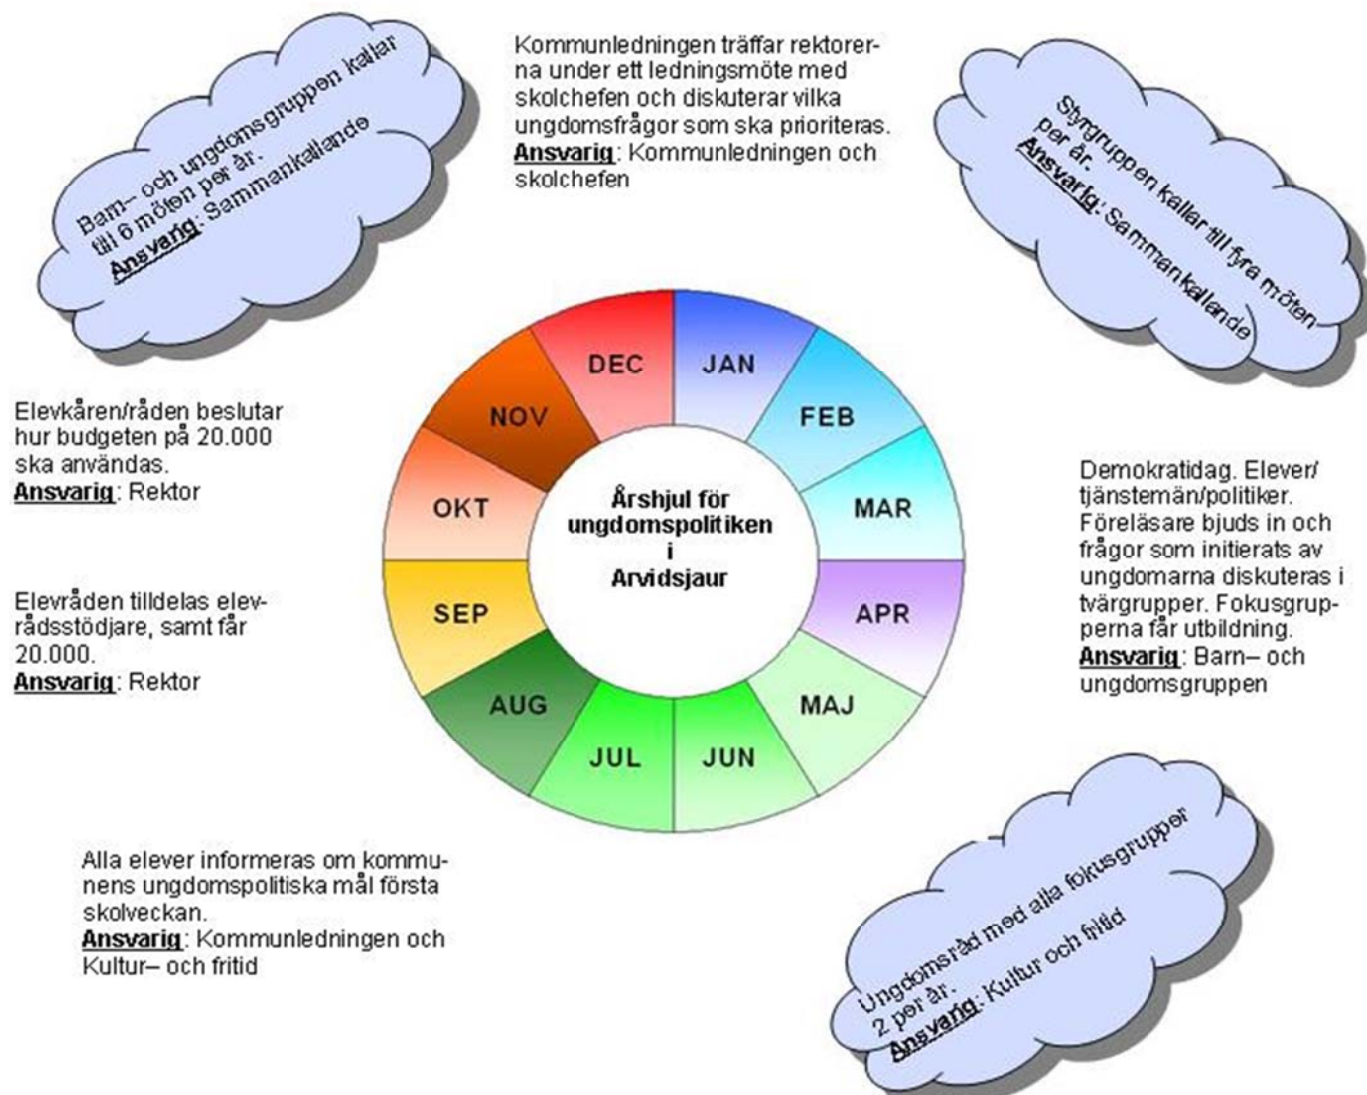 Barn– och ungdomsgruppen kallar
till 6 möten per år.
Ansvarig: Sammankallande
Kommunledningen träffar rektorer-
na under ett ledningsmöte med
skolchefen och diskuterar vilka
ungdomsfrågor som ska prioriteras.
Ansvarig: Kommunledningen och
skolchefen
Styrgruppen kallar till fyra möten
per år.
Ansvarig: Sammankallande
Elevkåren/råden beslutar
hur budgeten på 20.000
ska användas.
Ansvarig: Rektor
Elevråden tilldelas elev-
rådsstödjare, samt får
20.000.
Ansvarig: Rektor
DEC
JAN
NOV
FEB
OKT
MAR
SEP
APR
AUG
MAJ
JUL
JUN
Årshjul för
ungdomspolitiken
i
Arvidsjaur
Demokratidag. Elever/
tjänstemän/politiker.
Föreläsare bjuds in och
frågor som initierats av
ungdomarna diskuteras i
tvärgrupper. Fokusgrup-
perna får utbildning.
Ansvarig: Barn– och
ungdomsgruppen
Alla elever informeras om kommu-
nens ungdomspolitiska mål första
skolveckan.
Ansvarig: Kommunledningen och
Kultur– och fritid
Ungdomsråd med alla fokusgrupper
2 per år.
Ansvarig: Kultur och fritid